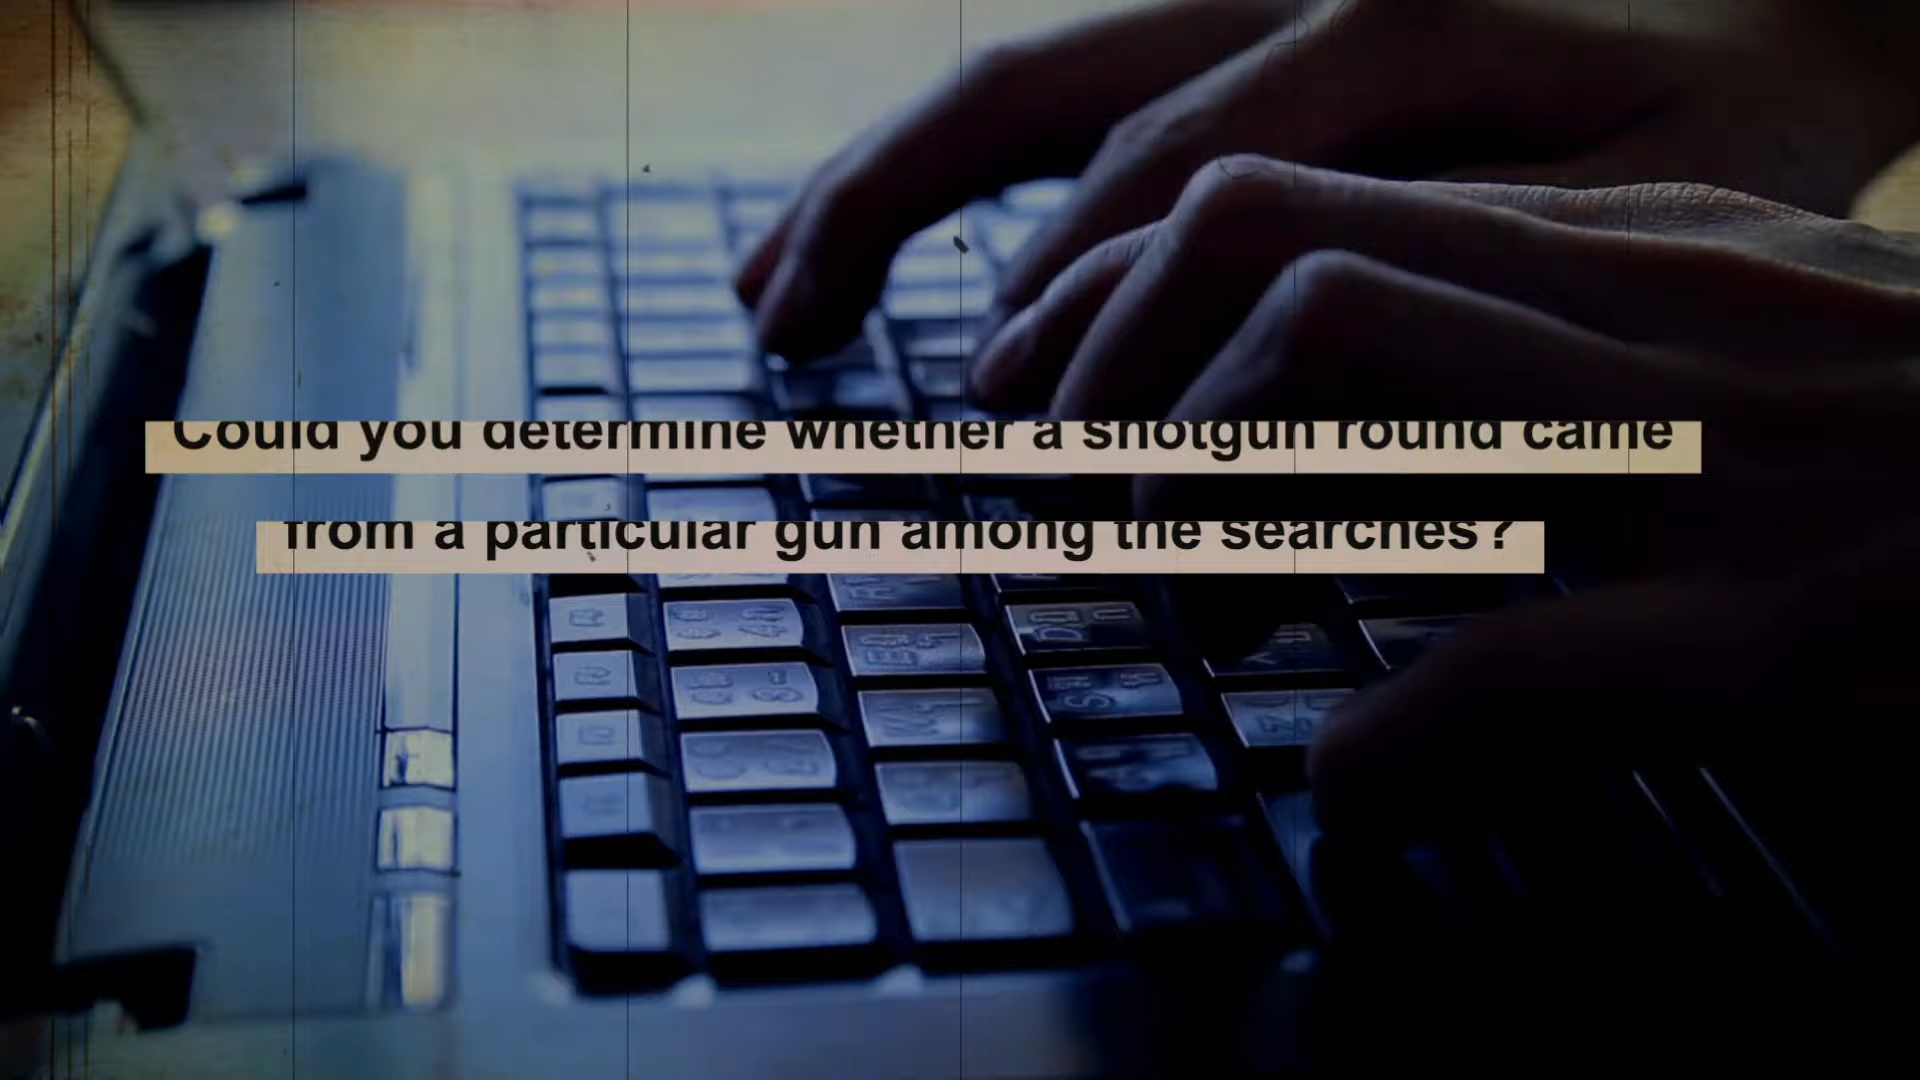 Could you determine whether a shotgun round came
from a particular gun among the searches?